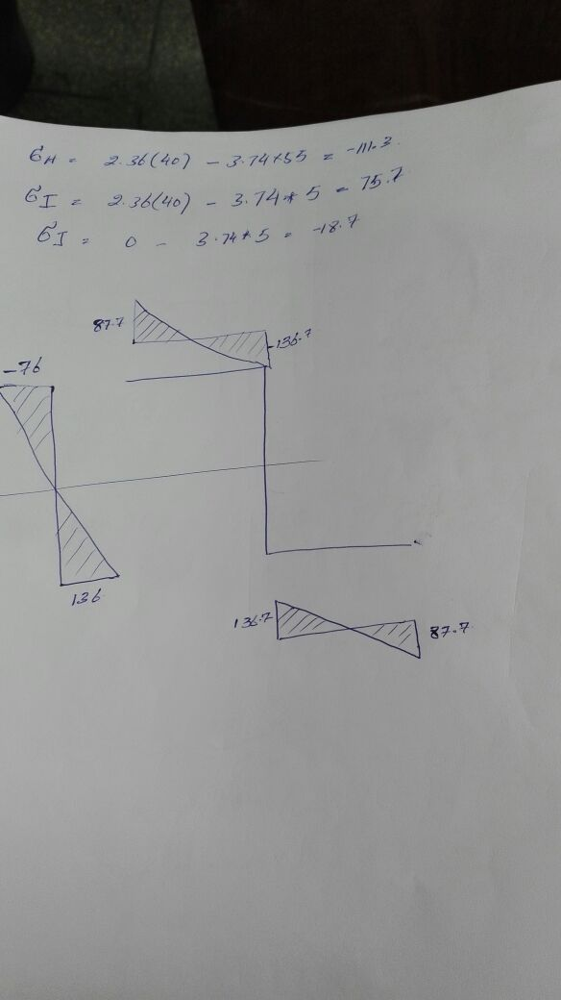 σH = 2.36(40) - 3.74*55 = -111.3
σI = 2.36(40) - 3.74*5 = 75.7
σJ = 0 - 3.74*5 = -18.7
87.7
-136.7
-76
136
136.7
87.7